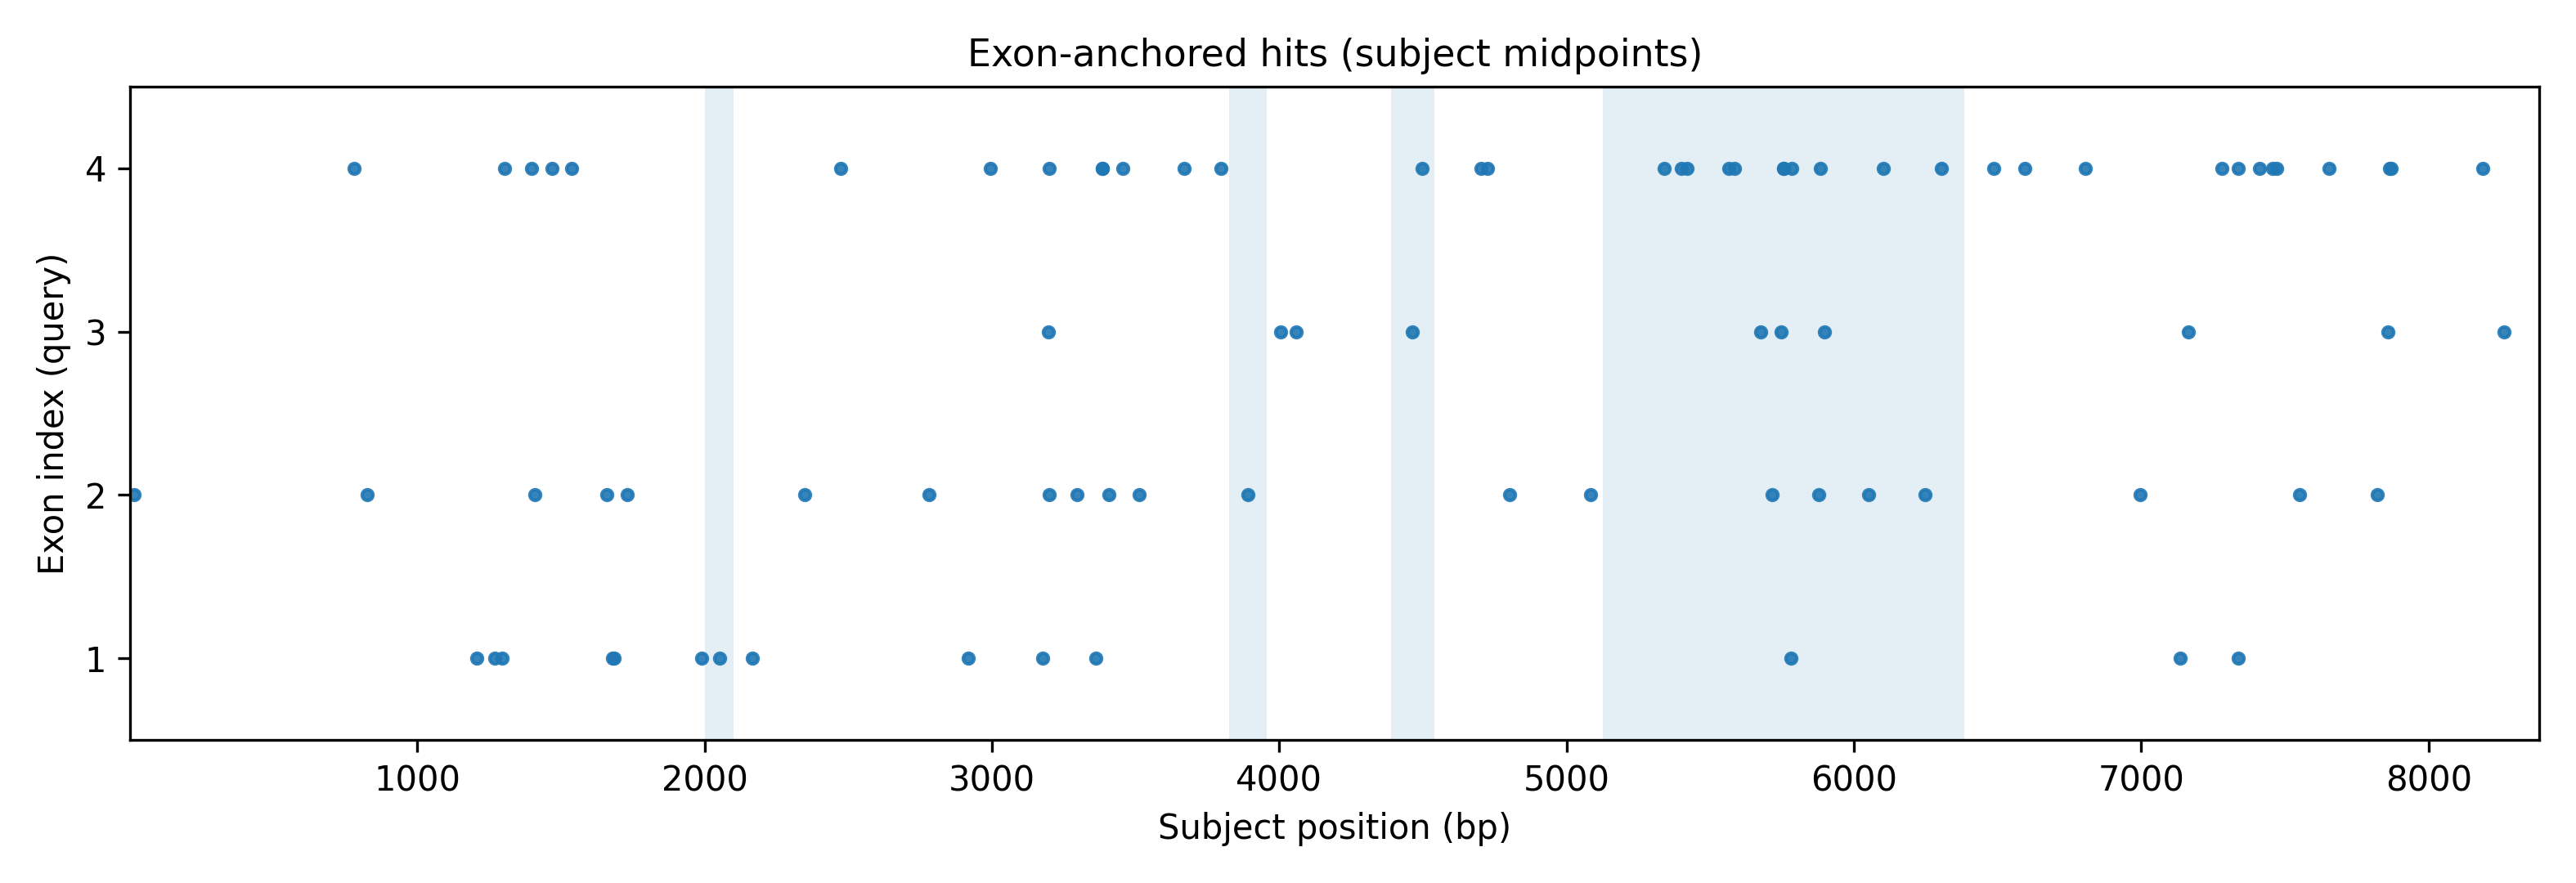 Exon-anchored hits (subject midpoints)
Exon index (query)
4
3
2
1
1000 2000 3000 4000 5000 6000 7000 8000
Subject position (bp)